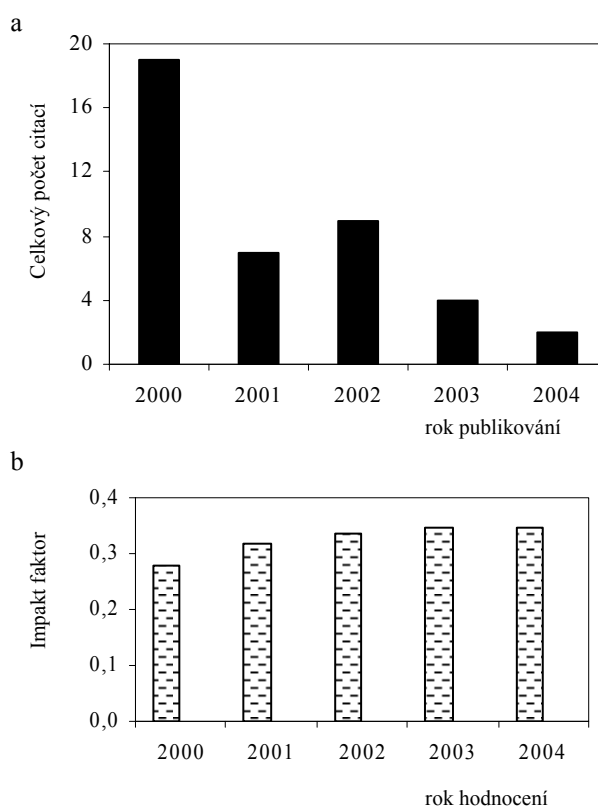 a
Celkový počet citací
20
16
12
8
4
0
2000 2001 2002 2003 2004
rok publikování
b
Impakt faktor
0,4
0,3
0,2
0,1
0,0
2000 2001 2002 2003 2004
rok hodnocení